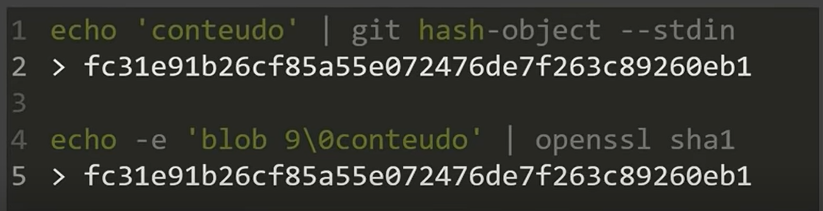 1 echo 'conteudo' | git hash-object --stdin
2 > fc31e91b26cf85a55e072476de7f263c89260eb1
3
4 echo -e 'blob 9\0conteudo' | openssl sha1
5 > fc31e91b26cf85a55e072476de7f263c89260eb1